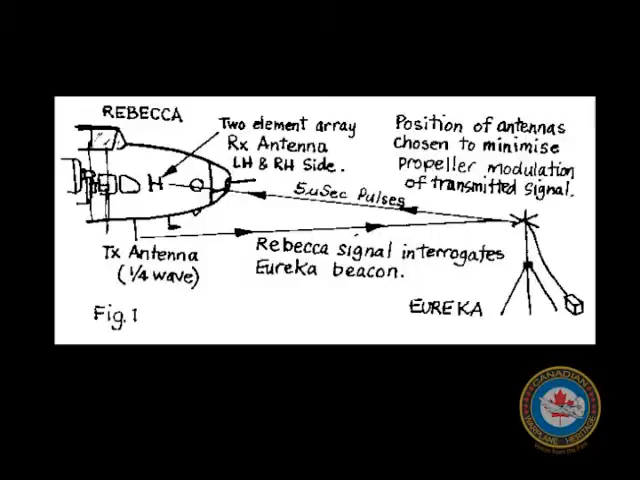 REBECCA
Two element array
Rx Antenna
LH & RH Side.
Position of antennas
chosen to minimise
propeller modulation
of transmitted signal.
5µSec Pulses
Tx Antenna
(1/4 wave)
Rebecca signal interrogates
Eureka beacon.
EUREKA
Fig. 1
CANADIAN
WARPLANE HERITAGE